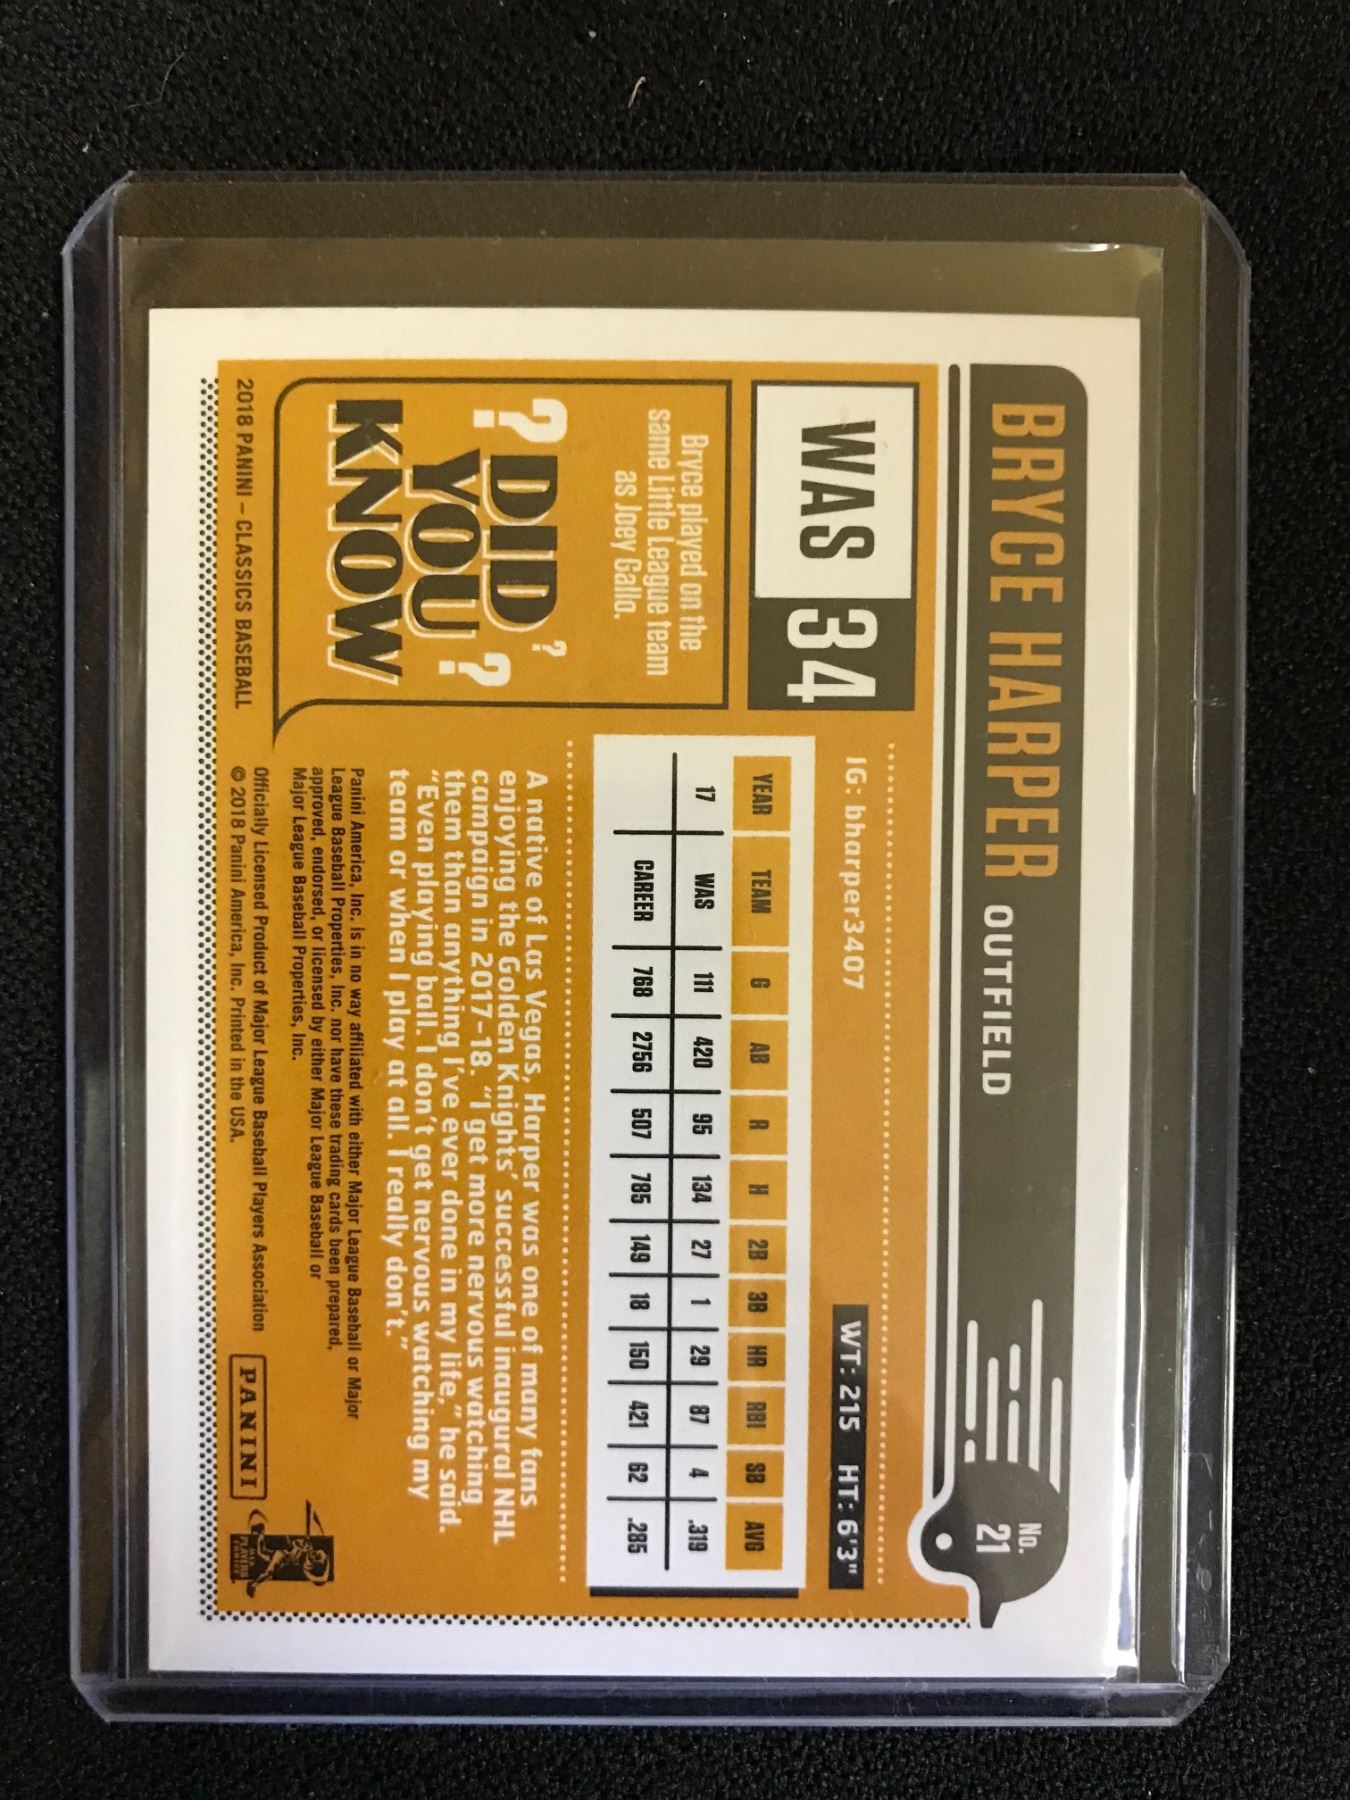 BRYCE HARPER OUTFIELD
No.
21
WAS 34
IG: bharper3407
WT: 215 HT: 6'3"
Bryce played on the
same Little League team
as Joey Gallo.
? DID ?
YOU ?
KNOW
YEAR TEAM G AB R H 2B 3B HR RBI SB AVG
17 WAS 111 420 95 134 27 1 29 87 4 .319
CAREER 768 2756 507 785 149 18 150 421 62 .285
A native of Las Vegas, Harper was one of many fans
enjoying the Golden Knights' successful inaugural NHL
campaign in 2017–18. "I get more nervous watching
them than anything I've ever done in my life," he said.
"Even playing ball. I don't get nervous watching my
team or when I play at all. I really don't."
Panini America, Inc. is in no way affiliated with either Major League Baseball or Major
League Baseball Properties, Inc. nor have these trading cards been prepared,
approved, endorsed, or licensed by either Major League Baseball or
Major League Baseball Properties, Inc.
Officially Licensed Product of Major League Baseball Players Association
© 2018 Panini America, Inc. Printed in the USA.
2018 PANINI – CLASSICS BASEBALL
PANINI